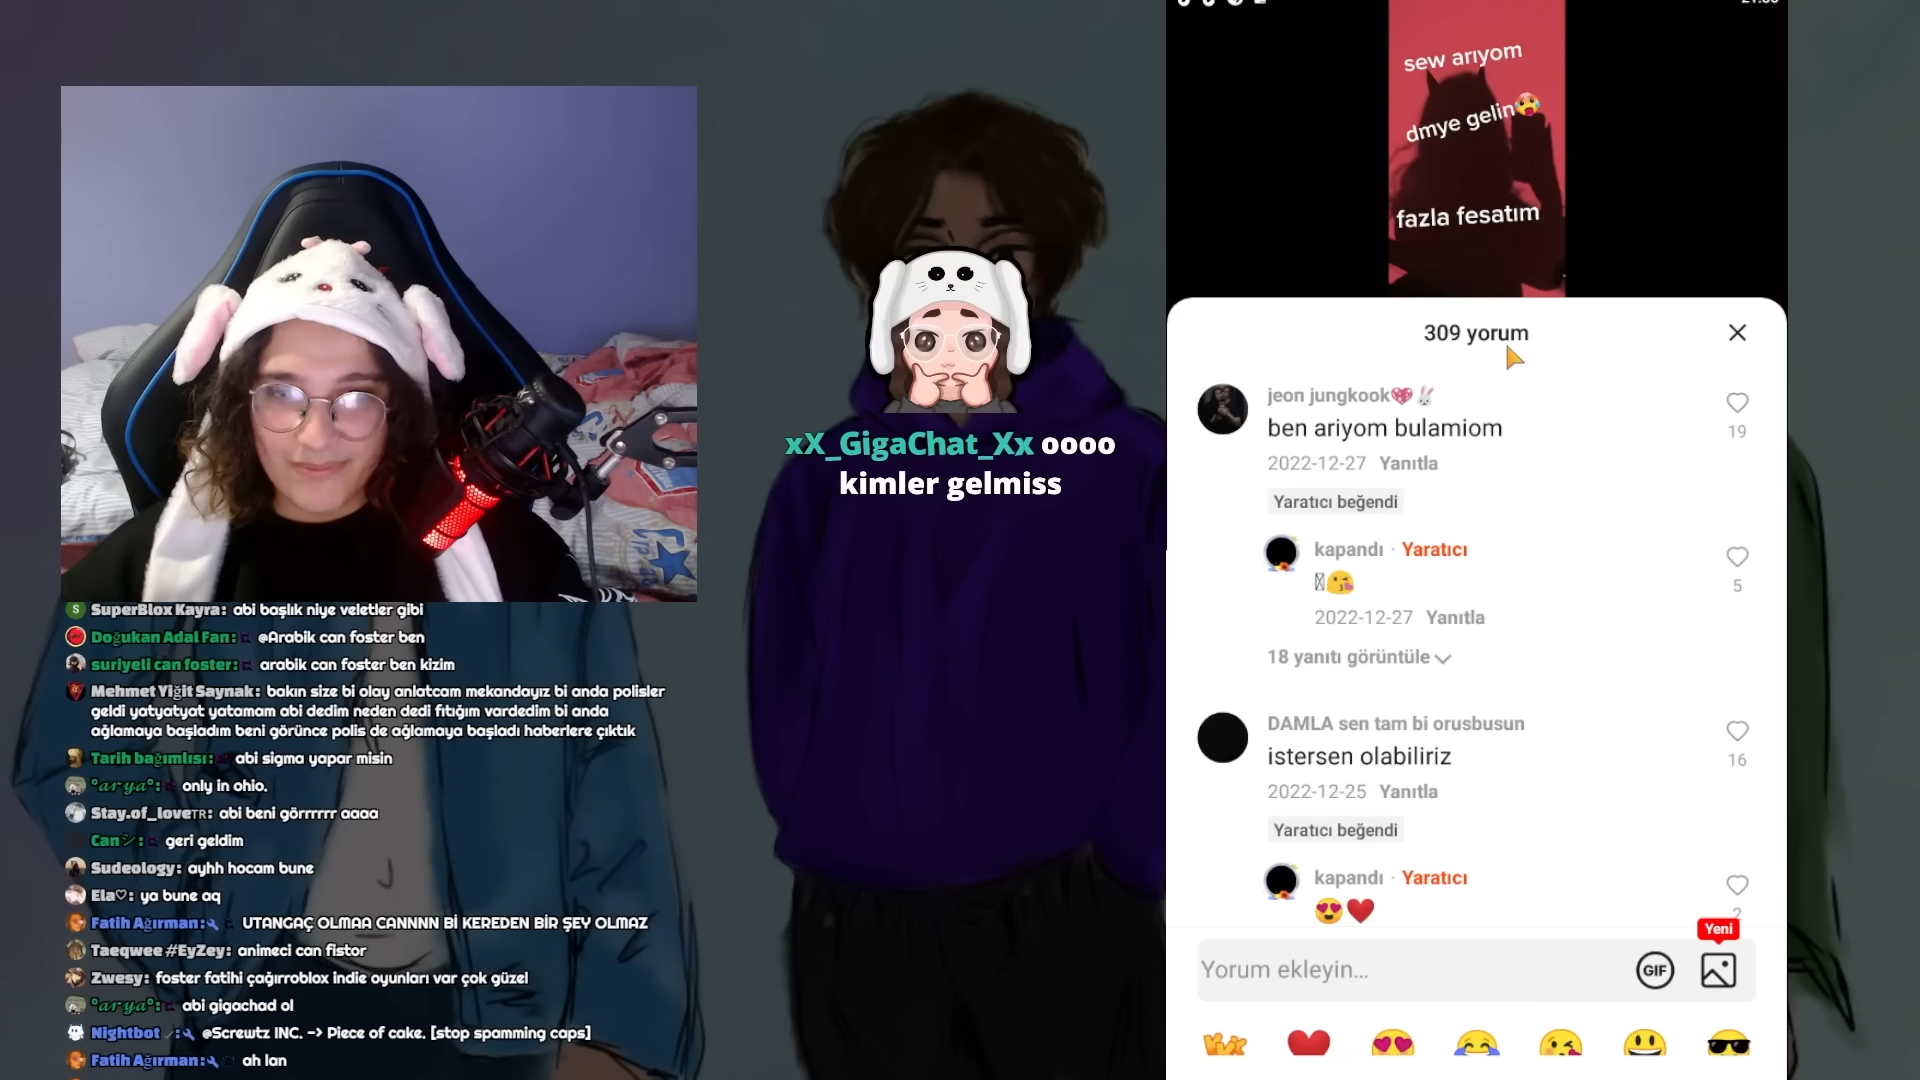 SuperBlox Kayra: abi başlık niye veletler gibi
Doğukan Adal Fan: @Arabik can foster ben
suriyeli can foster: arabik can foster ben kizim
Mehmet Yiğit Saynak: bakın size bi olay anlatcam mekandayız bi anda polisler
geldi yatyatyat yatamam abi dedim neden dedi fıtığım vardedim bi anda
ağlamaya başladım beni görünce polis de ağlamaya başladı haberlere çıktık
Tarih bağımlısı: abi sigma yapar misin
°𝓪𝓻𝔂𝓪°: only in ohio.
Stay.of_loveTR: abi beni görrrrrr aaaa
Canシ: geri geldim
Sudeology: ayhh hocam bune
Ela♡: ya bune aq
Fatih Ağırman: UTANGAÇ OLMAA CANNNN Bİ KEREDEN BİR ŞEY OLMAZ
Taeqwee #EyZey: animeci can fistor
Zwesy: foster fatihi çağırroblox indie oyunları var çok güzel
°𝓪𝓻𝔂𝓪°: abi gigachad ol
Nightbot ✓: @Screwtz INC. -> Piece of cake. [stop spamming caps]
Fatih Ağırman: ah lan
xX_GigaChat_Xx oooo
kimler gelmiss
sew arıyom
dmye gelin🥵
fazla fesatım
309 yorum
jeon jungkook💖🐰
ben ariyom bulamiom
19
2022-12-27 Yanıtla
Yaratıcı beğendi
kapandı · Yaratıcı
😘
5
2022-12-27 Yanıtla
18 yanıtı görüntüle
DAMLA sen tam bi orusbusun
istersen olabiliriz
16
2022-12-25 Yanıtla
Yaratıcı beğendi
kapandı · Yaratıcı
😍❤️
2
Yeni
Yorum ekleyin...
GIF